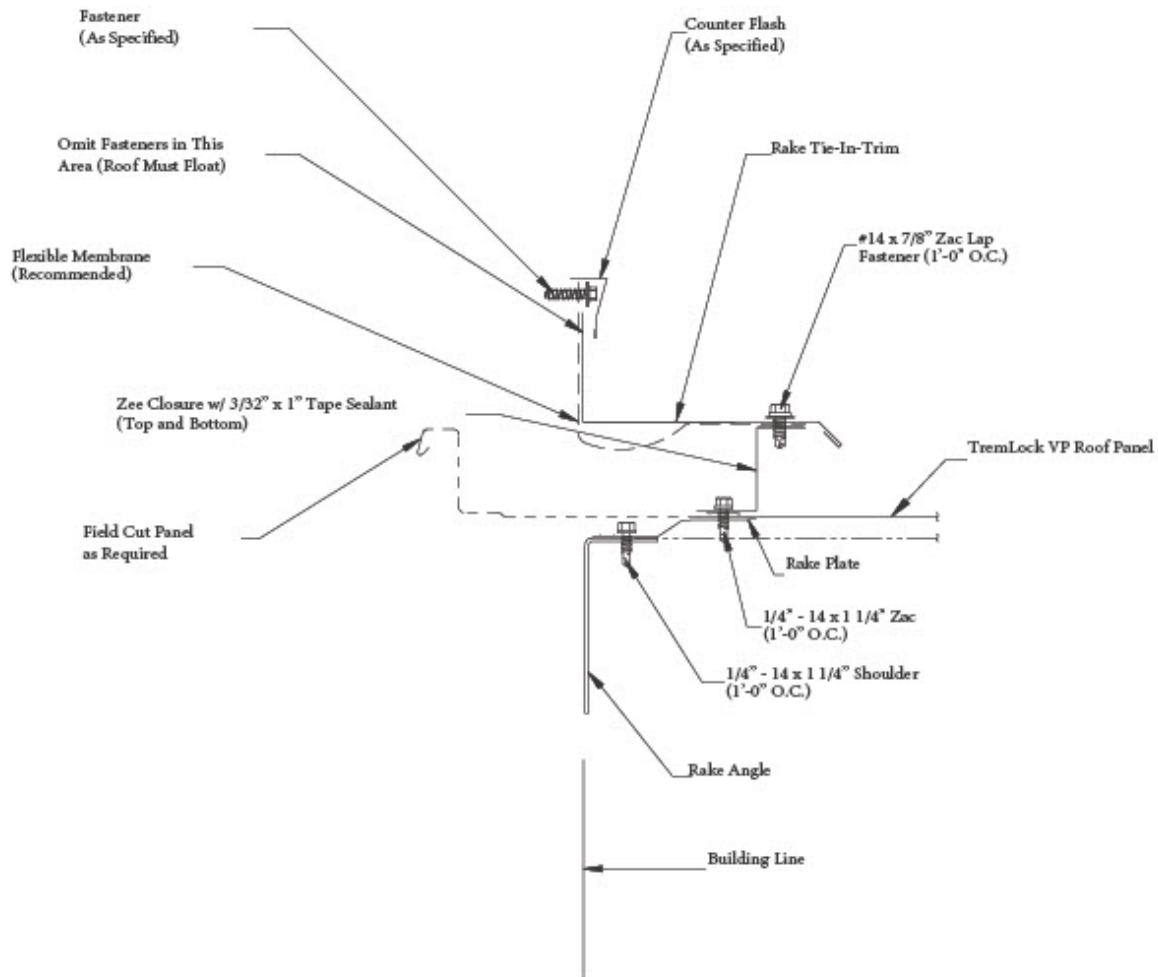 Fastener
(As Specified)
Counter Flash
(As Specified)
Omit Fasteners in This
Area (Roof Must Float)
Rake Tie-In-Trim
#14 x 7/8” Zac Lap
Fastener (1’-0” O.C.)
Flexible Membrane
(Recommended)
Zee Closure w/ 3/32” x 1” Tape Sealant
(Top and Bottom)
TremLock VP Roof Panel
Field Cut Panel
as Required
Rake Plate
1/4” - 14 x 1 1/4” Zac
(1’-0” O.C.)
1/4” - 14 x 1 1/4” Shoulder
(1’-0” O.C.)
Rake Angle
Building Line